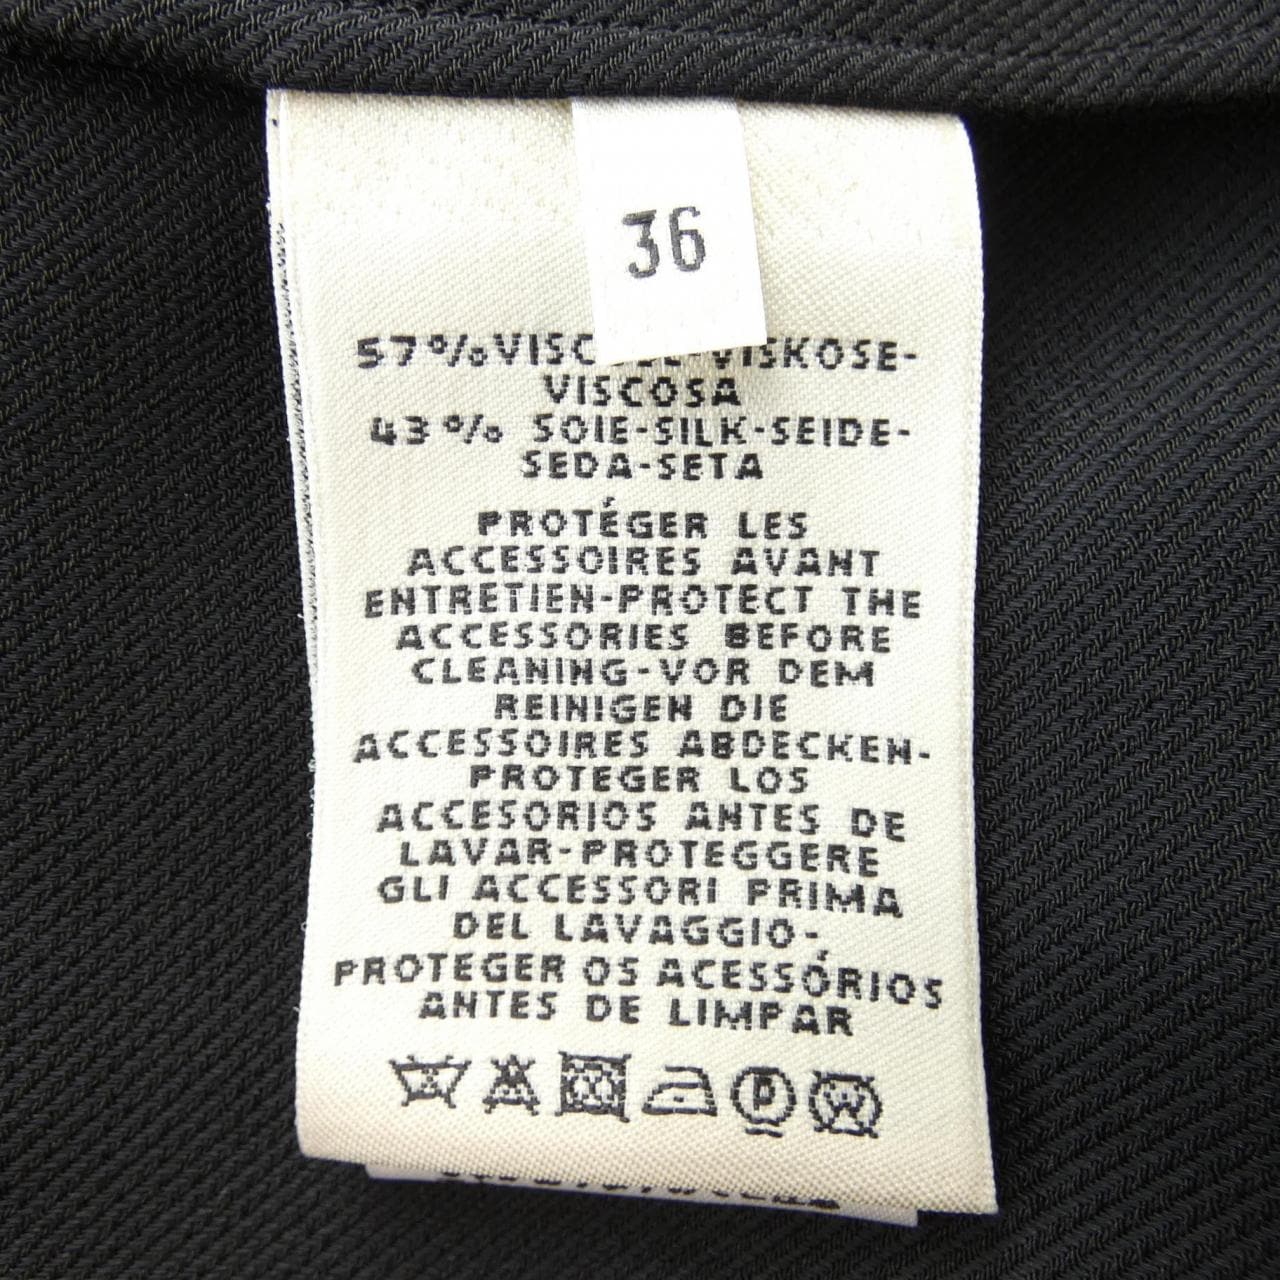 36
57% VISKOSE-
VISCOSA
43% SOIE-SILK-SEIDE-
SEDA-SETA
PROTÉGER LES
ACCESSOIRES AVANT
ENTRETIEN-PROTECT THE
ACCESSORIES BEFORE
CLEANING-VOR DEM
REINIGEN DIE
ACCESSOIRES ABDECKEN-
PROTEGER LOS
ACCESORIOS ANTES DE
LAVAR-PROTEGGERE
GLI ACCESSORI PRIMA
DEL LAVAGGIO-
PROTEGER OS ACESSÓRIOS
ANTES DE LIMPAR
P
W